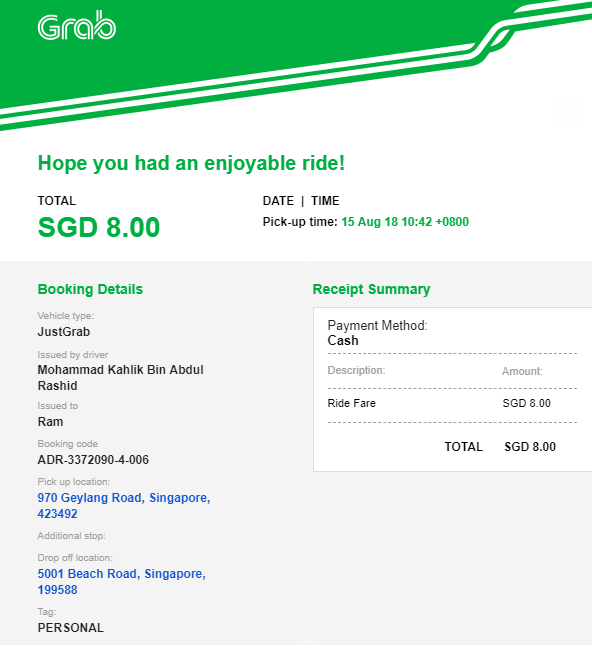 Grab
Hope you had an enjoyable ride!
TOTAL
SGD 8.00
DATE | TIME
Pick-up time: 15 Aug 18 10:42 +0800
Booking Details
Vehicle type:
JustGrab
Issued by driver
Mohammad Kahlik Bin Abdul
Rashid
Issued to
Ram
Booking code
ADR-3372090-4-006
Pick up location:
970 Geylang Road, Singapore,
423492
Additional stop:
Drop off location:
5001 Beach Road, Singapore,
199588
Tag:
PERSONAL
Receipt Summary
Payment Method:
Cash
Description: Amount:
Ride Fare SGD 8.00
TOTAL SGD 8.00